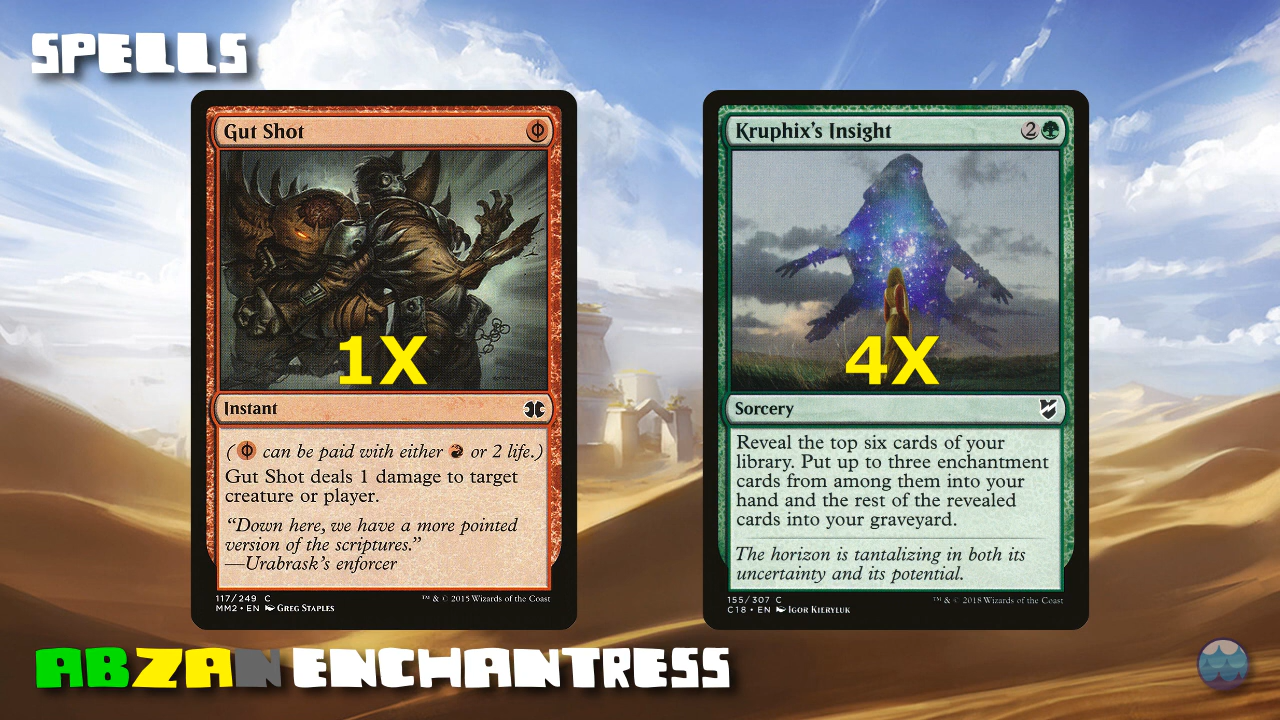 SPELLS
Gut Shot
1X
Instant
( can be paid with either or 2 life.)
Gut Shot deals 1 damage to target
creature or player.
“Down here, we have a more pointed
version of the scriptures.”
—Urabrask's enforcer
117/249 C
MM2 • EN Greg Staples
™ & © 2015 Wizards of the Coast
Kruphix's Insight
2
4X
Sorcery
Reveal the top six cards of your
library. Put up to three enchantment
cards from among them into your
hand and the rest of the revealed
cards into your graveyard.
The horizon is tantalizing in both its
uncertainty and its potential.
155/307 C
C18 • EN Igor Kieryluk
™ & © 2018 Wizards of the Coast
ABZAN ENCHANTRESS